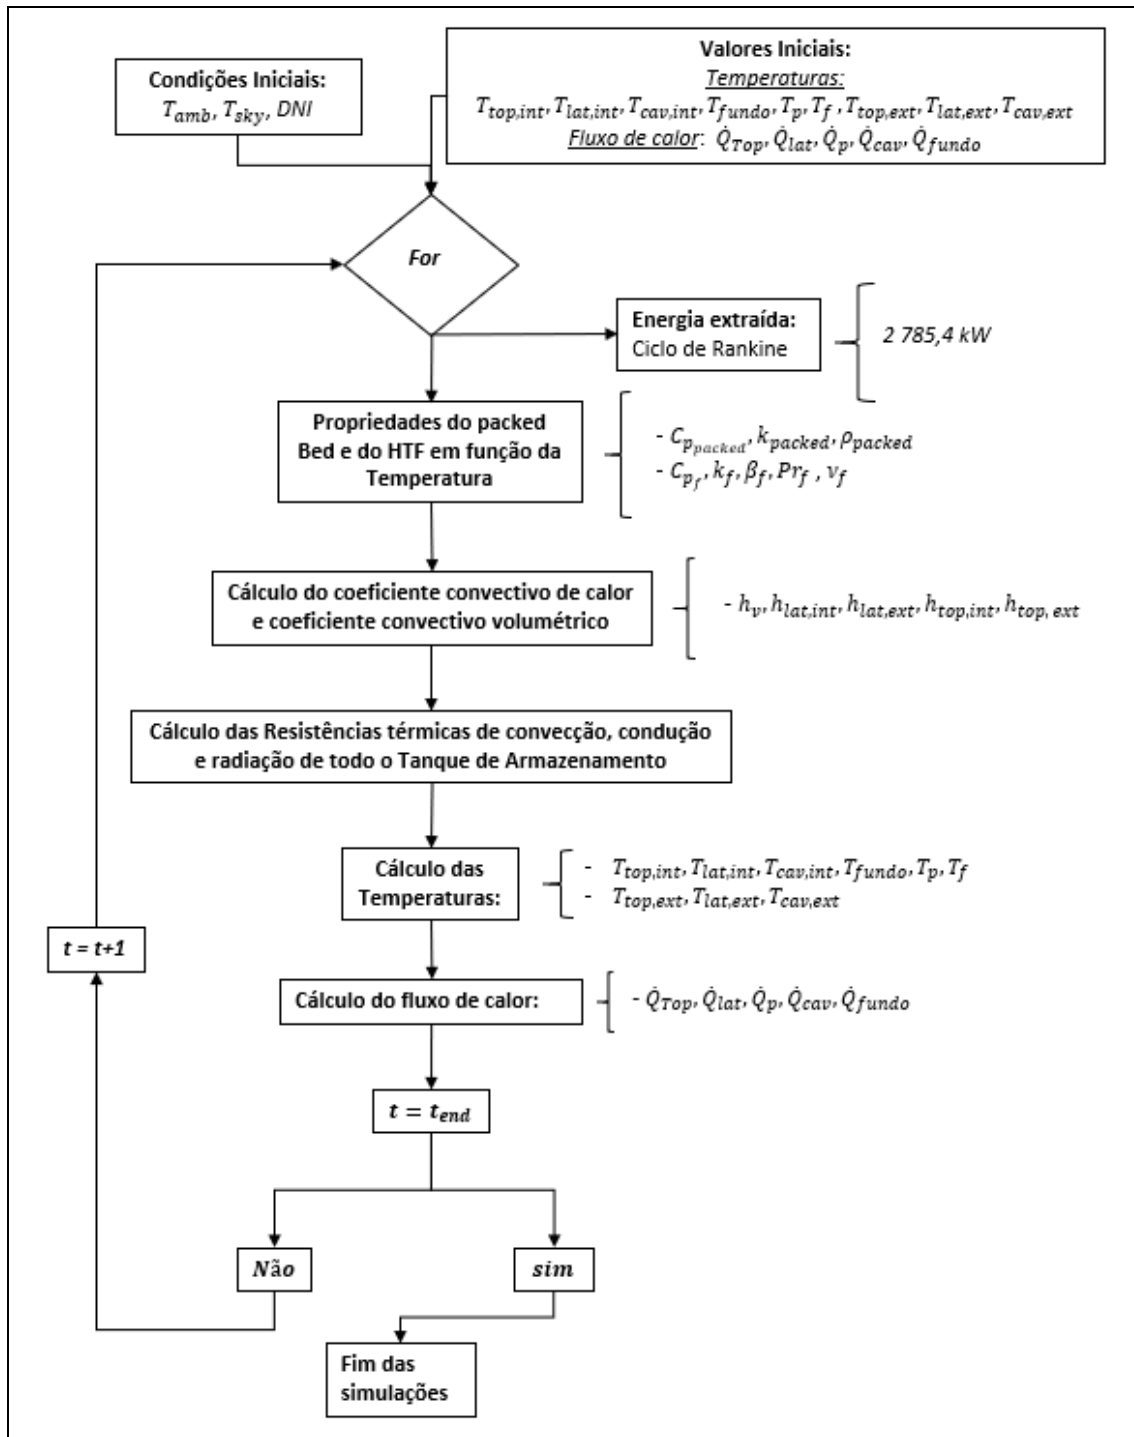 Condições Iniciais:
T_amb, T_sky, DNI
Valores Iniciais:
Temperaturas:
T_top,int, T_lat,int, T_cav,int, T_fundo, T_p, T_f , T_top,ext, T_lat,ext, T_cav,ext
Fluxo de calor: Q̇_Top, Q̇_lat, Q̇_p, Q̇_cav, Q̇_fundo
For
Energia extraída:
Ciclo de Rankine
2 785,4 kW
Propriedades do packed
Bed e do HTF em função da
Temperatura
- C_p_packed, k_packed, ρ_packed
- C_p_f, k_f, β_f, Pr_f , ν_f
Cálculo do coeficiente convectivo de calor
e coeficiente convectivo volumétrico
- h_v, h_lat,int, h_lat,ext, h_top,int, h_top, ext
Cálculo das Resistências térmicas de convecção, condução
e radiação de todo o Tanque de Armazenamento
Cálculo das
Temperaturas:
- T_top,int, T_lat,int, T_cav,int, T_fundo, T_p, T_f
- T_top,ext, T_lat,ext, T_cav,ext
t = t+1
Cálculo do fluxo de calor:
- Q̇_Top, Q̇_lat, Q̇_p, Q̇_cav, Q̇_fundo
t = t_end
Não
sim
Fim das
simulações